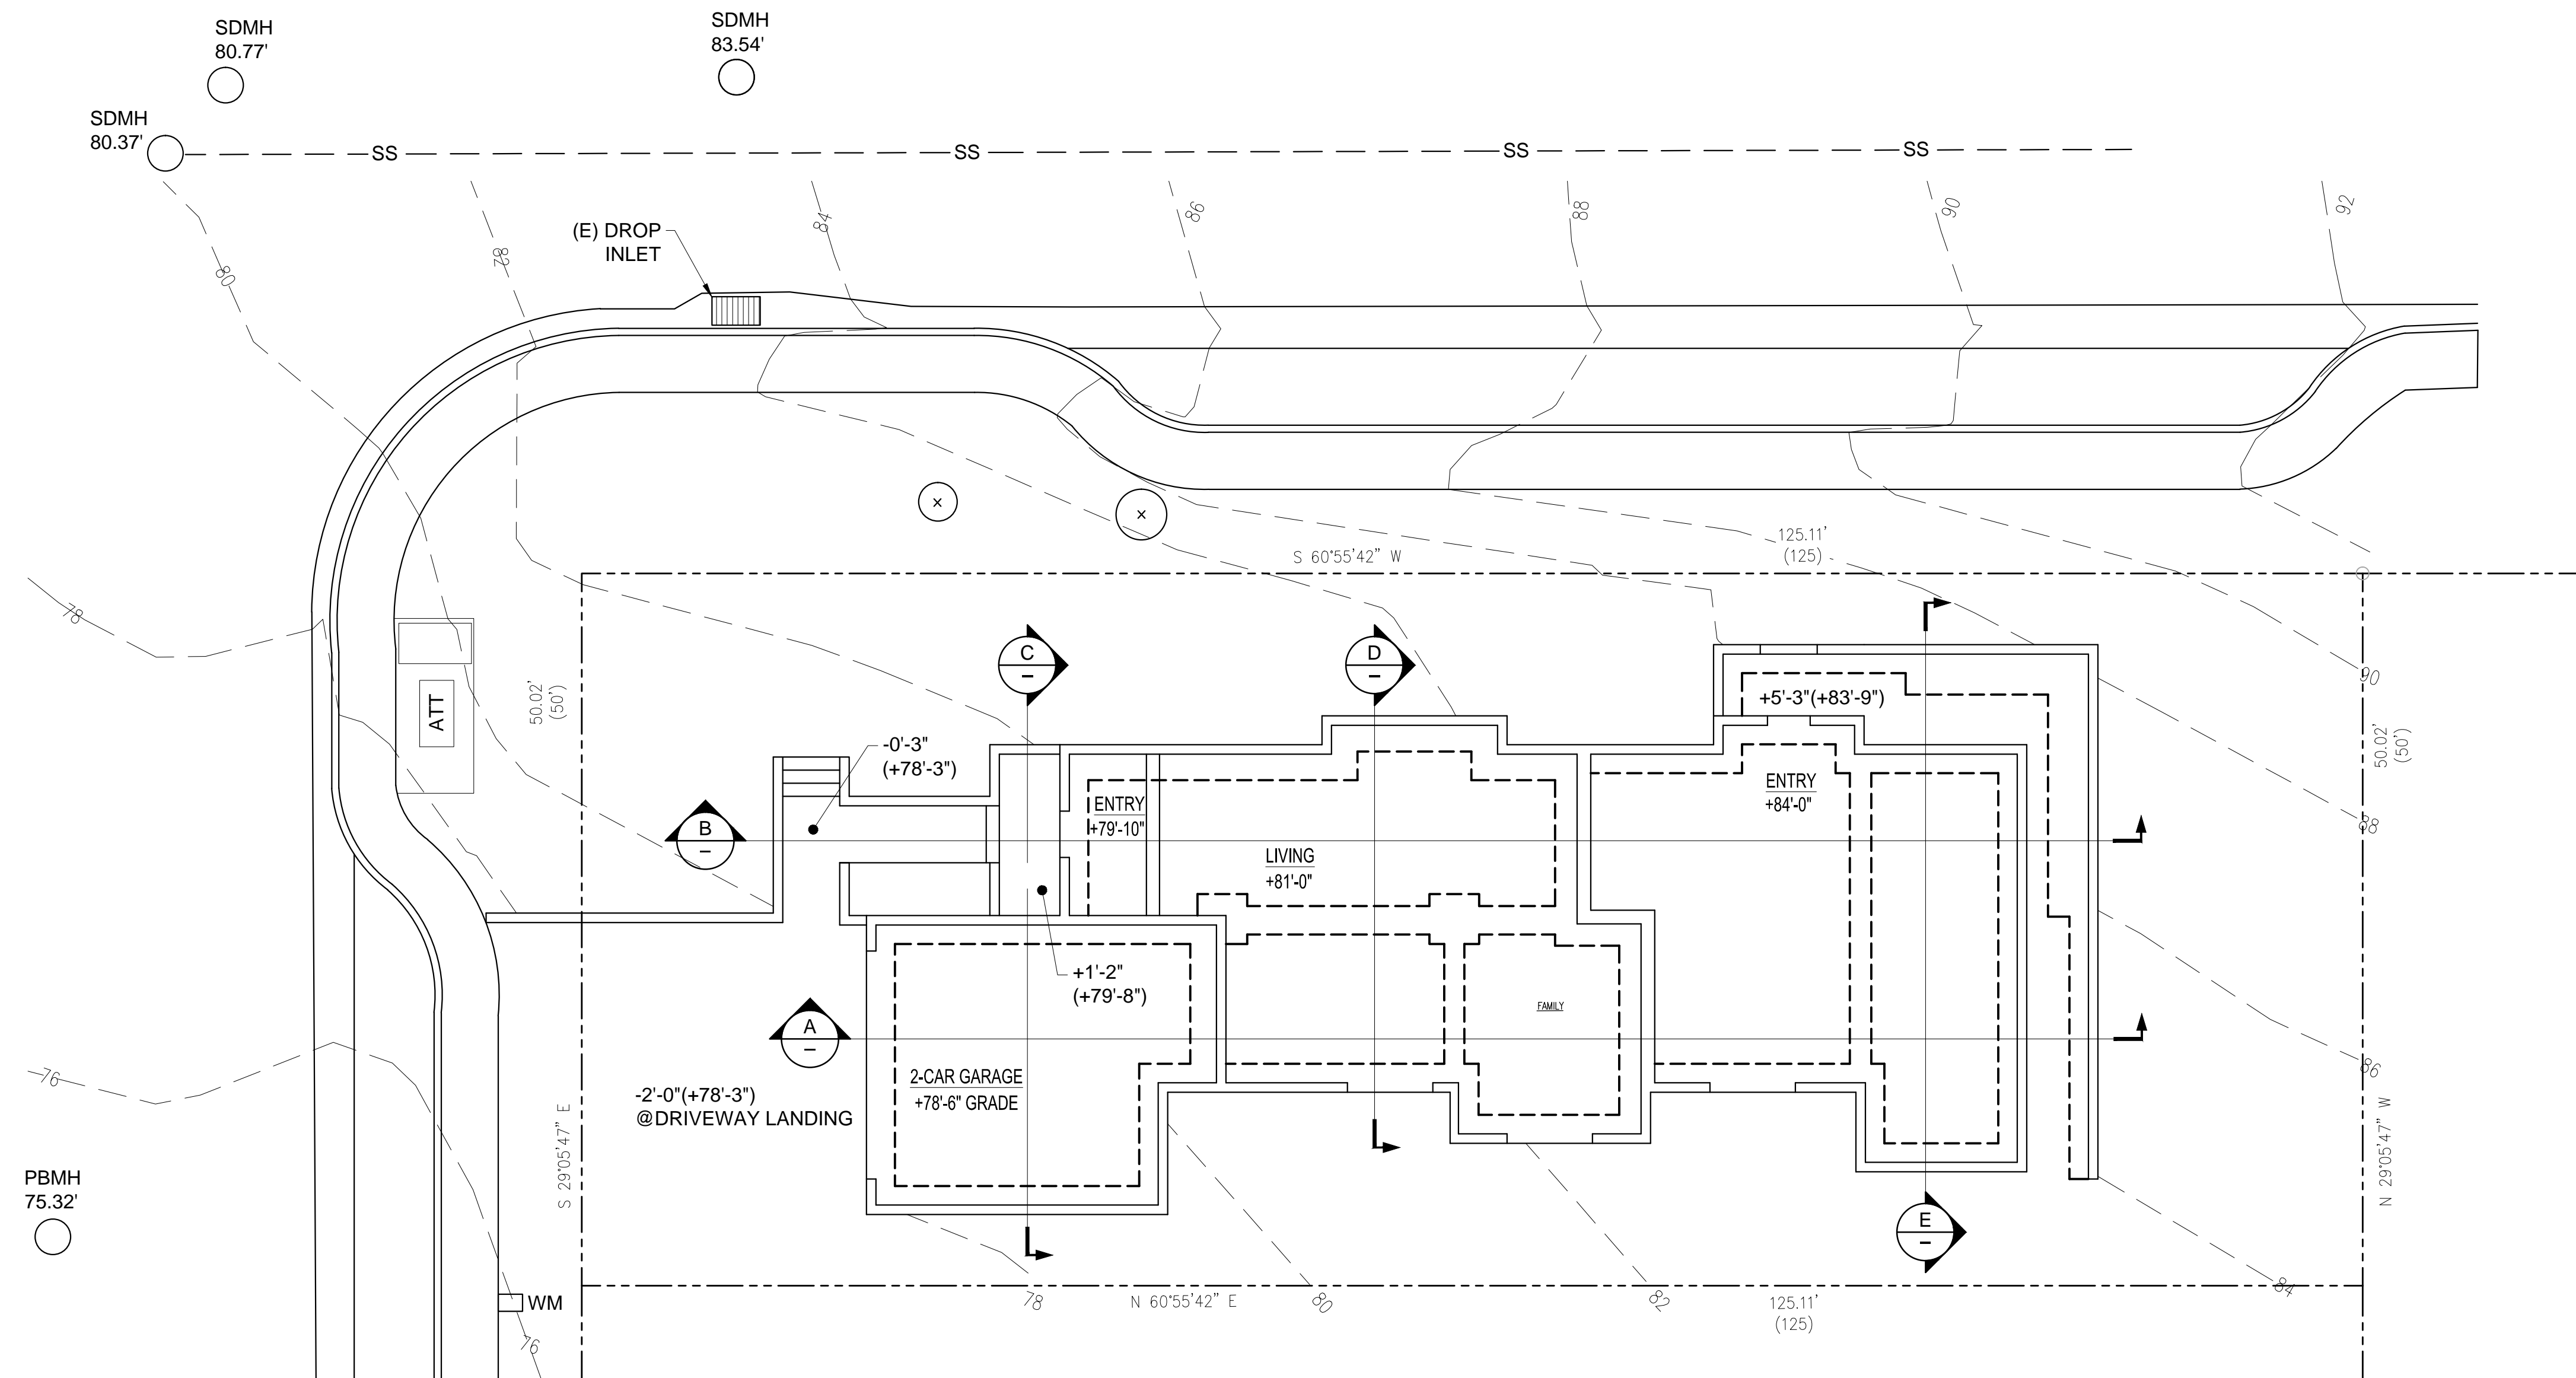 SDMH
80.77'
SDMH
83.54'
SDMH
80.37'
SS
SS
SS
SS
80
82
84
86
88
90
92
(E) DROP
INLET
S 60°55'42" W
125.11'
(125)
78
ATT
50.02'
(50')
C
–
D
–
-0'-3"
(+78'-3")
+5'-3"(+83'-9")
90
50.02'
(50')
ENTRY
+79'-10"
ENTRY
+84'-0"
B
–
88
LIVING
+81'-0"
+1'-2"
(+79'-8")
FAMILY
A
–
76
2-CAR GARAGE
+78'-6" GRADE
-2'-0"(+78'-3")
@DRIVEWAY LANDING
86
S 29°05'47" E
N 29°05'47" W
PBMH
75.32'
E
–
WM
76
78
N 60°55'42" E
80
82
125.11'
(125)
84